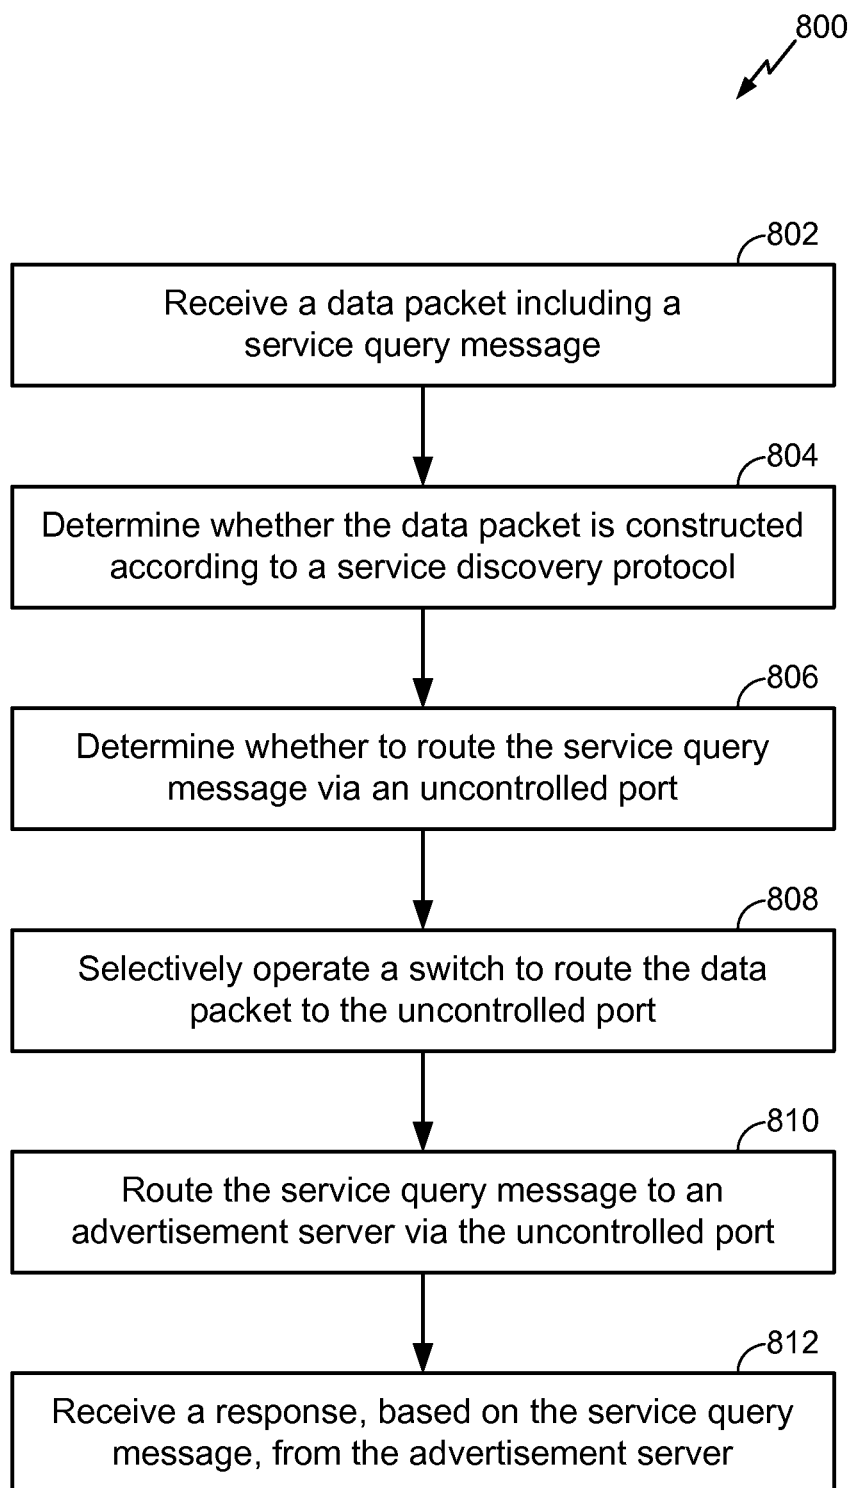 800
802
Receive a data packet including a
service query message
804
Determine whether the data packet is constructed
according to a service discovery protocol
806
Determine whether to route the service query
message via an uncontrolled port
808
Selectively operate a switch to route the data
packet to the uncontrolled port
810
Route the service query message to an
advertisement server via the uncontrolled port
812
Receive a response, based on the service query
message, from the advertisement server